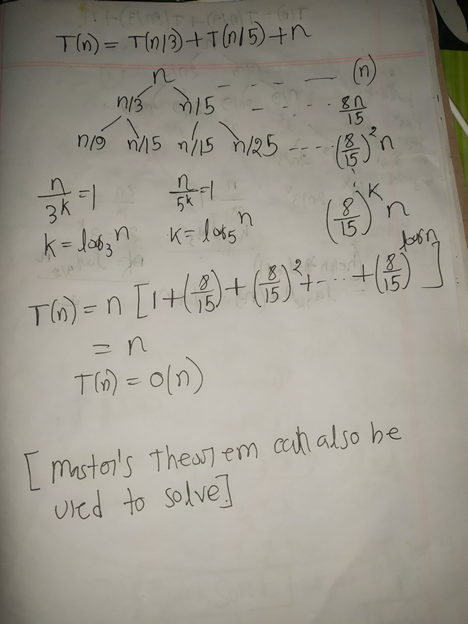 T(n) = T(n/3) + T(n/5) + n
n - - - - (n)
n/3 n/5 - - - - 8n/15
n/9 n/15 n/15 n/25 ---- (8/15)^2 n
n/3^k = 1 n/5^k = 1 (8/15)^k n
k = log_3 n k = log_5 n
T(n) = n [1 + (8/15) + (8/15)^2 + --- + (8/15)^log n]
= n
T(n) = O(n)
[ Mastor's Theorem can also be
used to solve]